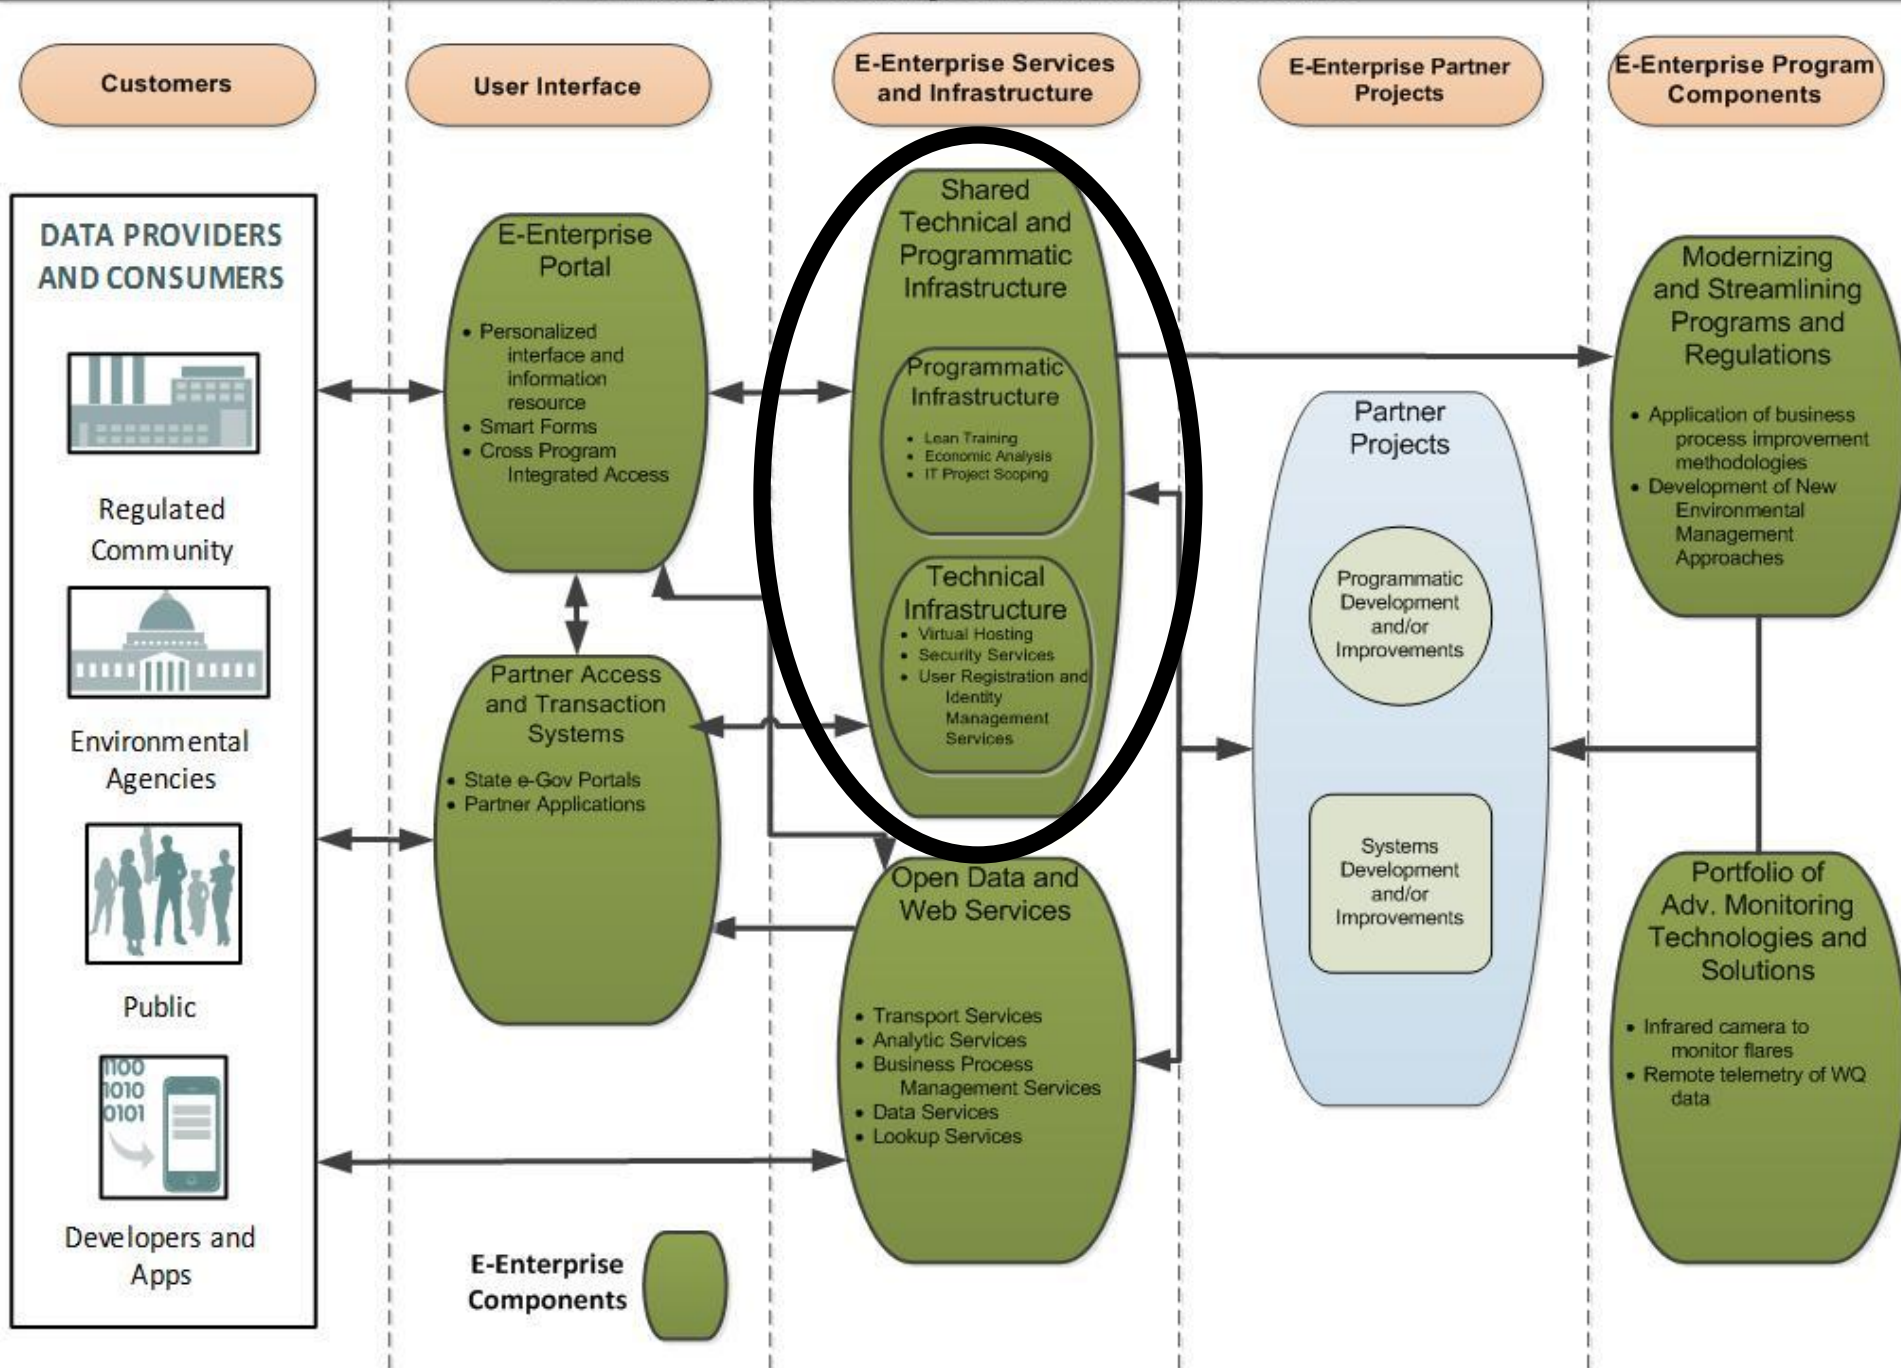 Customers
User Interface
E-Enterprise Services
and Infrastructure
E-Enterprise Partner
Projects
E-Enterprise Program
Components
DATA PROVIDERS
AND CONSUMERS
Regulated
Community
Environmental
Agencies
Public
1100
1010
0101
Developers and
Apps
E-Enterprise
Portal
• Personalized
interface and
information
resource
• Smart Forms
• Cross Program
Integrated Access
Partner Access
and Transaction
Systems
• State e-Gov Portals
• Partner Applications
E-Enterprise
Components
Shared
Technical and
Programmatic
Infrastructure
Programmatic
Infrastructure
• Lean Training
• Economic Analysis
• IT Project Scoping
Technical
Infrastructure
• Virtual Hosting
• Security Services
• User Registration and
Identity
Management
Services
Open Data and
Web Services
• Transport Services
• Analytic Services
• Business Process
Management Services
• Data Services
• Lookup Services
Partner
Projects
Programmatic
Development
and/or
Improvements
Systems
Development
and/or
Improvements
Modernizing
and Streamlining
Programs and
Regulations
• Application of business
process improvement
methodologies
• Development of New
Environmental
Management
Approaches
Portfolio of
Adv. Monitoring
Technologies and
Solutions
• Infrared camera to
monitor flares
• Remote telemetry of WQ
data